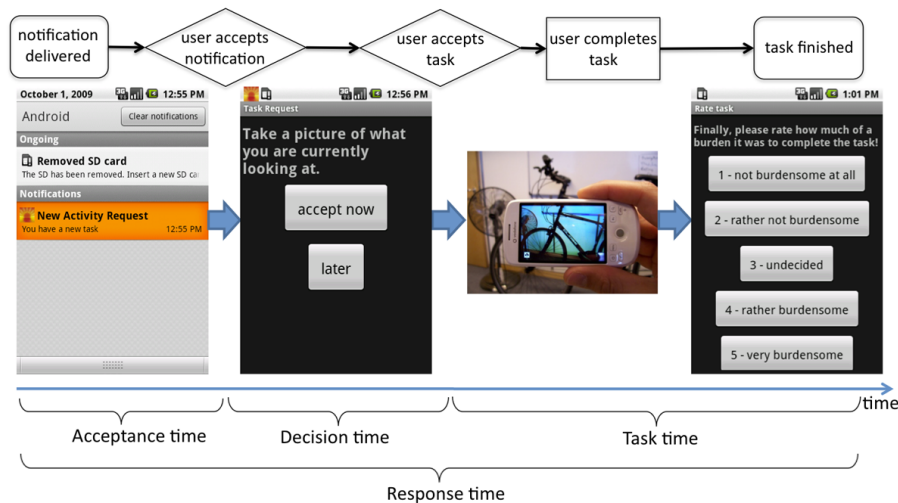 notification
delivered
user accepts
notification
user accepts
task
user completes
task
task finished
October 1, 2009
3G
12:55 PM
Android
Clear notifications
Ongoing
Removed SD card
The SD has been removed. Insert a new SD ca
Notifications
New Activity Request
You have a new task
12:55 PM
3G
12:56 PM
Task Request
Take a picture of what
you are currently
looking at.
accept now
later
3G
1:01 PM
Rate task
Finally, please rate how much of a
burden it was to complete the task!
1 - not burdensome at all
2 - rather not burdensome
3 - undecided
4 - rather burdensome
5 - very burdensome
time
Acceptance time
Decision time
Task time
Response time